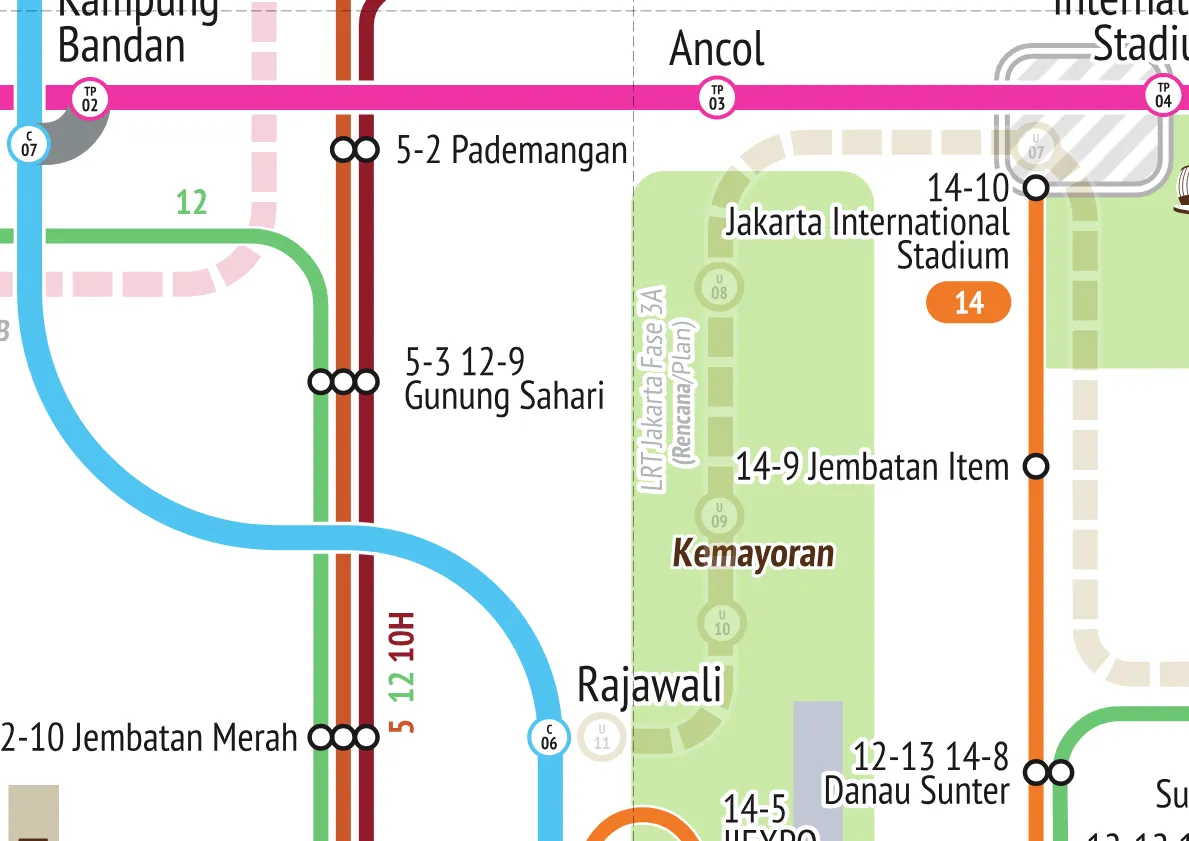 Kampung
Bandan
Ancol
Stadiu
TP
02
TP
03
TP
04
C
07
5-2 Pademangan
U
07
12
14-10
Jakarta International
Stadium
14
U
08
B
LRT Jakarta Fase 3A
(Rencana/Plan)
5-3 12-9
Gunung Sahari
14-9 Jembatan Item
U
09
Kemayoran
U
10
5 12 10H
Rajawali
2-10 Jembatan Merah
C
06
U
11
12-13 14-8
Danau Sunter
14-5
JIEXPO
Su